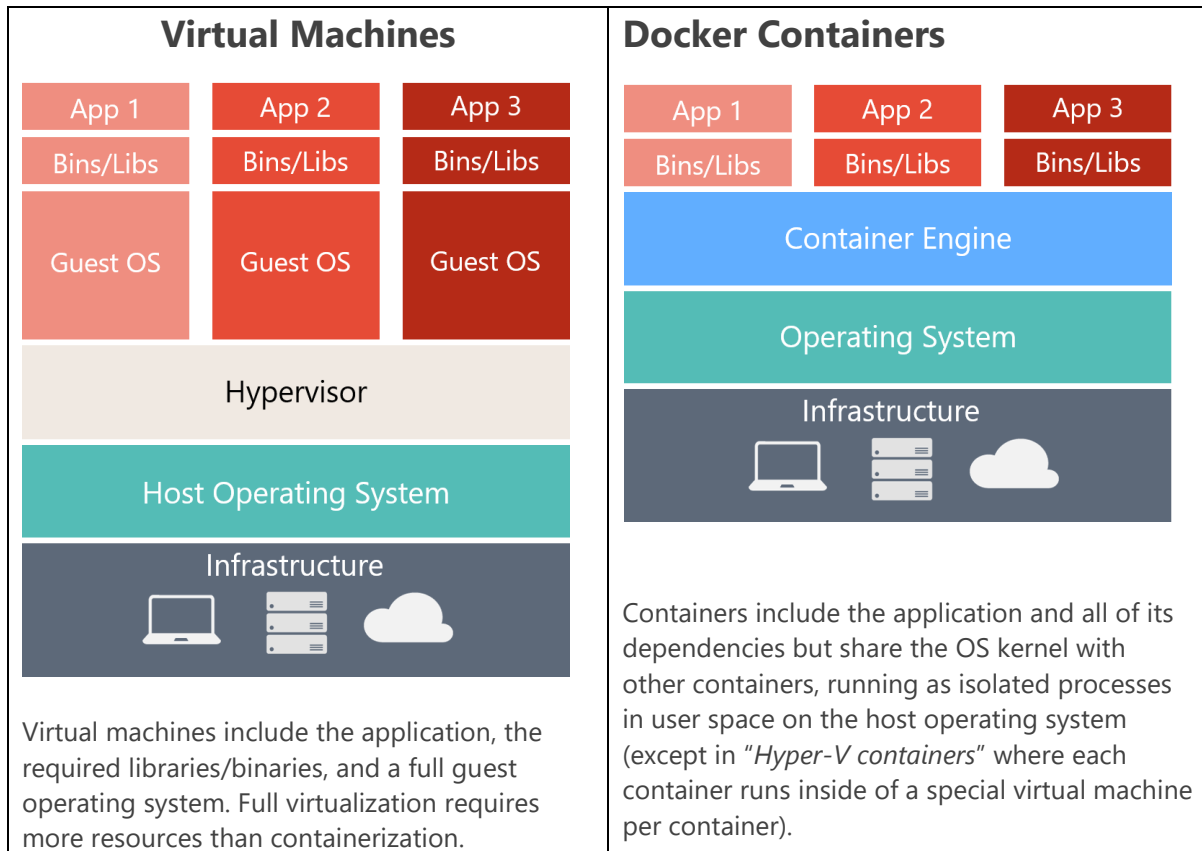 Virtual Machines
App 1 App 2 App 3
Bins/Libs Bins/Libs Bins/Libs
Guest OS Guest OS Guest OS
Hypervisor
Host Operating System
Infrastructure
Virtual machines include the application, the
required libraries/binaries, and a full guest
operating system. Full virtualization requires
more resources than containerization.
Docker Containers
App 1 App 2 App 3
Bins/Libs Bins/Libs Bins/Libs
Container Engine
Operating System
Infrastructure
Containers include the application and all of its
dependencies but share the OS kernel with
other containers, running as isolated processes
in user space on the host operating system
(except in “Hyper-V containers” where each
container runs inside of a special virtual machine
per container).